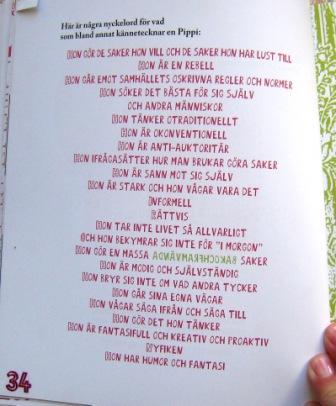 Här är några nyckelord för vad
som bland annat kännetecknar en Pippi:
HON GÖR DE SAKER HON VILL OCH DE SAKER HON HAR LUST TILL
HON ÄR EN REBELL
HON GÅR EMOT SAMHÄLLETS OSKRIVNA REGLER OCH NORMER
HON SÖKER DET BÄSTA FÖR SIG SJÄLV
OCH ANDRA MÄNNISKOR
HON TÄNKER OTRADITIONELLT
HON ÄR OKONVENTIONELL
HON ÄR ANTI-AUKTORITÄR
HON IFRÅGASÄTTER HUR MAN BRUKAR GÖRA SAKER
HON ÄR SANN MOT SIG SJÄLV
HON ÄR STARK OCH HON VÅGAR VARA DET
INFORMELL
RÄTTVIS
HON TAR INTE LIVET SÅ ALLVARLIGT
OCH HON BEKYMRAR SIG INTE FÖR "I MORGON"
HON GÖR EN MASSA BAKOCHFRAMVÄNDA SAKER
HON ÄR MODIG OCH SJÄLVSTÄNDIG
HON BRYR SIG INTE OM VAD ANDRA TYCKER
HON GÅR SINA EGNA VÄGAR
HON VÅGAR SÄGA IFRÅN OCH SÄGA TILL
HON GÖR DET HON TÄNKER
HON ÄR FANTASIFULL OCH KREATIV OCH PROAKTIV
NYFIKEN
HON HAR HUMOR OCH FANTASI
34